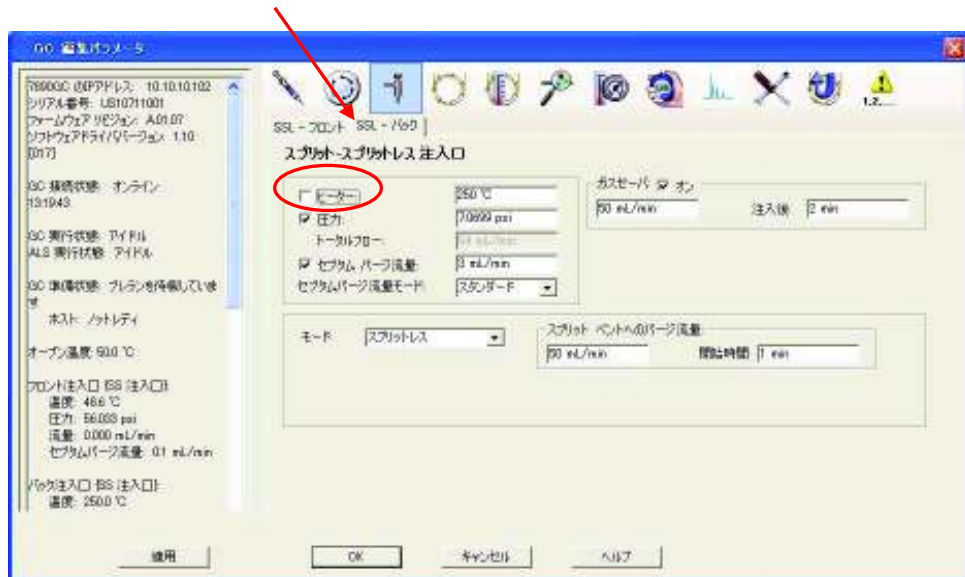 GC 編集パラメータ
7890GC のIPアドレス: 10.10.10.102
シリアル番号: US10711001
ファームウェア リビジョン: A.01.07
ソフトウェアドライババージョン: 1.10
[017]
GC 接続状態: オンライン
13:19:43
GC 実行状態: アイドル
ALS 実行状態: アイドル
GC 準備状態: プレランを待機していま
す
ホスト: ノットレディ
オーブン温度: 50.0 ℃
フロント注入口 {SS 注入口}:
温度: 48.6 ℃
圧力: 56.033 psi
流量: 0.000 mL/min
セプタムパージ流量: 0.1 mL/min
バック注入口 {SS 注入口}:
温度: 250.0 ℃
適用
1,2......
SSL - フロント
SSL - バック
スプリット-スプリットレス 注入口
ヒーター:
250 ℃
圧力:
7.0699 psi
トータルフロー:
セプタム パージ流量:
3 mL/min
セプタムパージ流量モード:
スタンダード
ガスセーバ
オン
50 mL/min
注入後
2 min
モード:
スプリットレス
スプリット ベントへのパージ流量
50 mL/min
開始時間
1 min
OK
キャンセル
ヘルプ